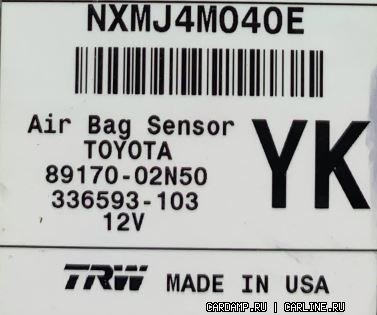 NXMJ4M040E
Air Bag Sensor
TOYOTA
89170-02N50
336593-103
12V
YK
TRW MADE IN USA
CARDAMP.RU | CARLINE.RU